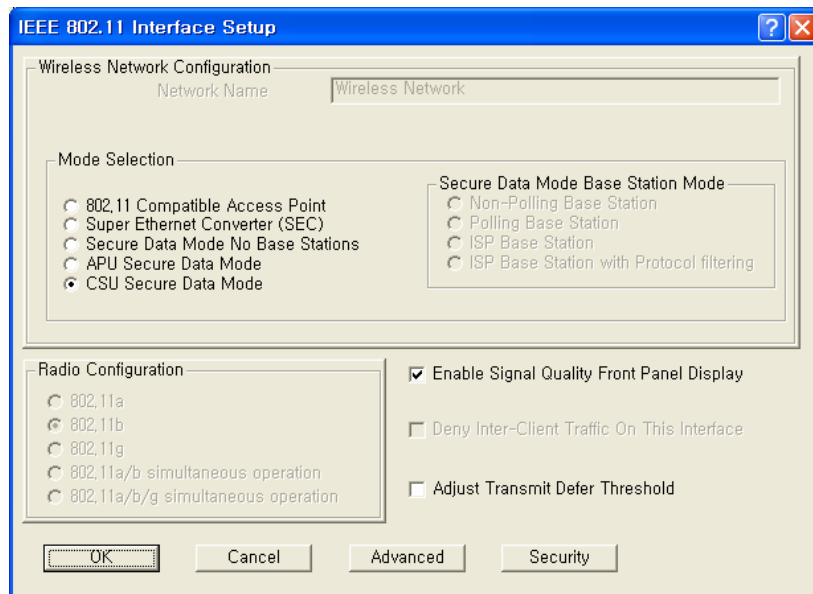 IEEE 802.11 Interface Setup
Wireless Network Configuration
Network Name
Wireless Network
Mode Selection
802.11 Compatible Access Point
Super Ethernet Converter (SEC)
Secure Data Mode No Base Stations
APU Secure Data Mode
CSU Secure Data Mode
Secure Data Mode Base Station Mode
Non-Polling Base Station
Polling Base Station
ISP Base Station
ISP Base Station with Protocol filtering
Radio Configuration
802.11a
802.11b
802.11g
802.11a/b simultaneous operation
802.11a/b/g simultaneous operation
Enable Signal Quality Front Panel Display
Deny Inter-Client Traffic On This Interface
Adjust Transmit Defer Threshold
OK
Cancel
Advanced
Security